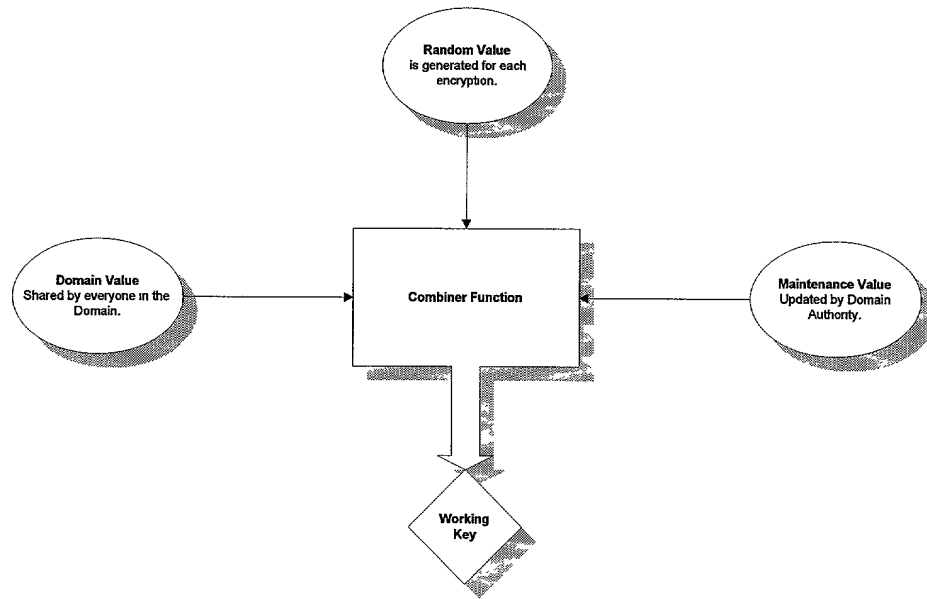 Random Value
is generated for each
encryption.
Domain Value
Shared by everyone in the
Domain.
Combiner Function
Maintenance Value
Updated by Domain
Authority.
Working
Key